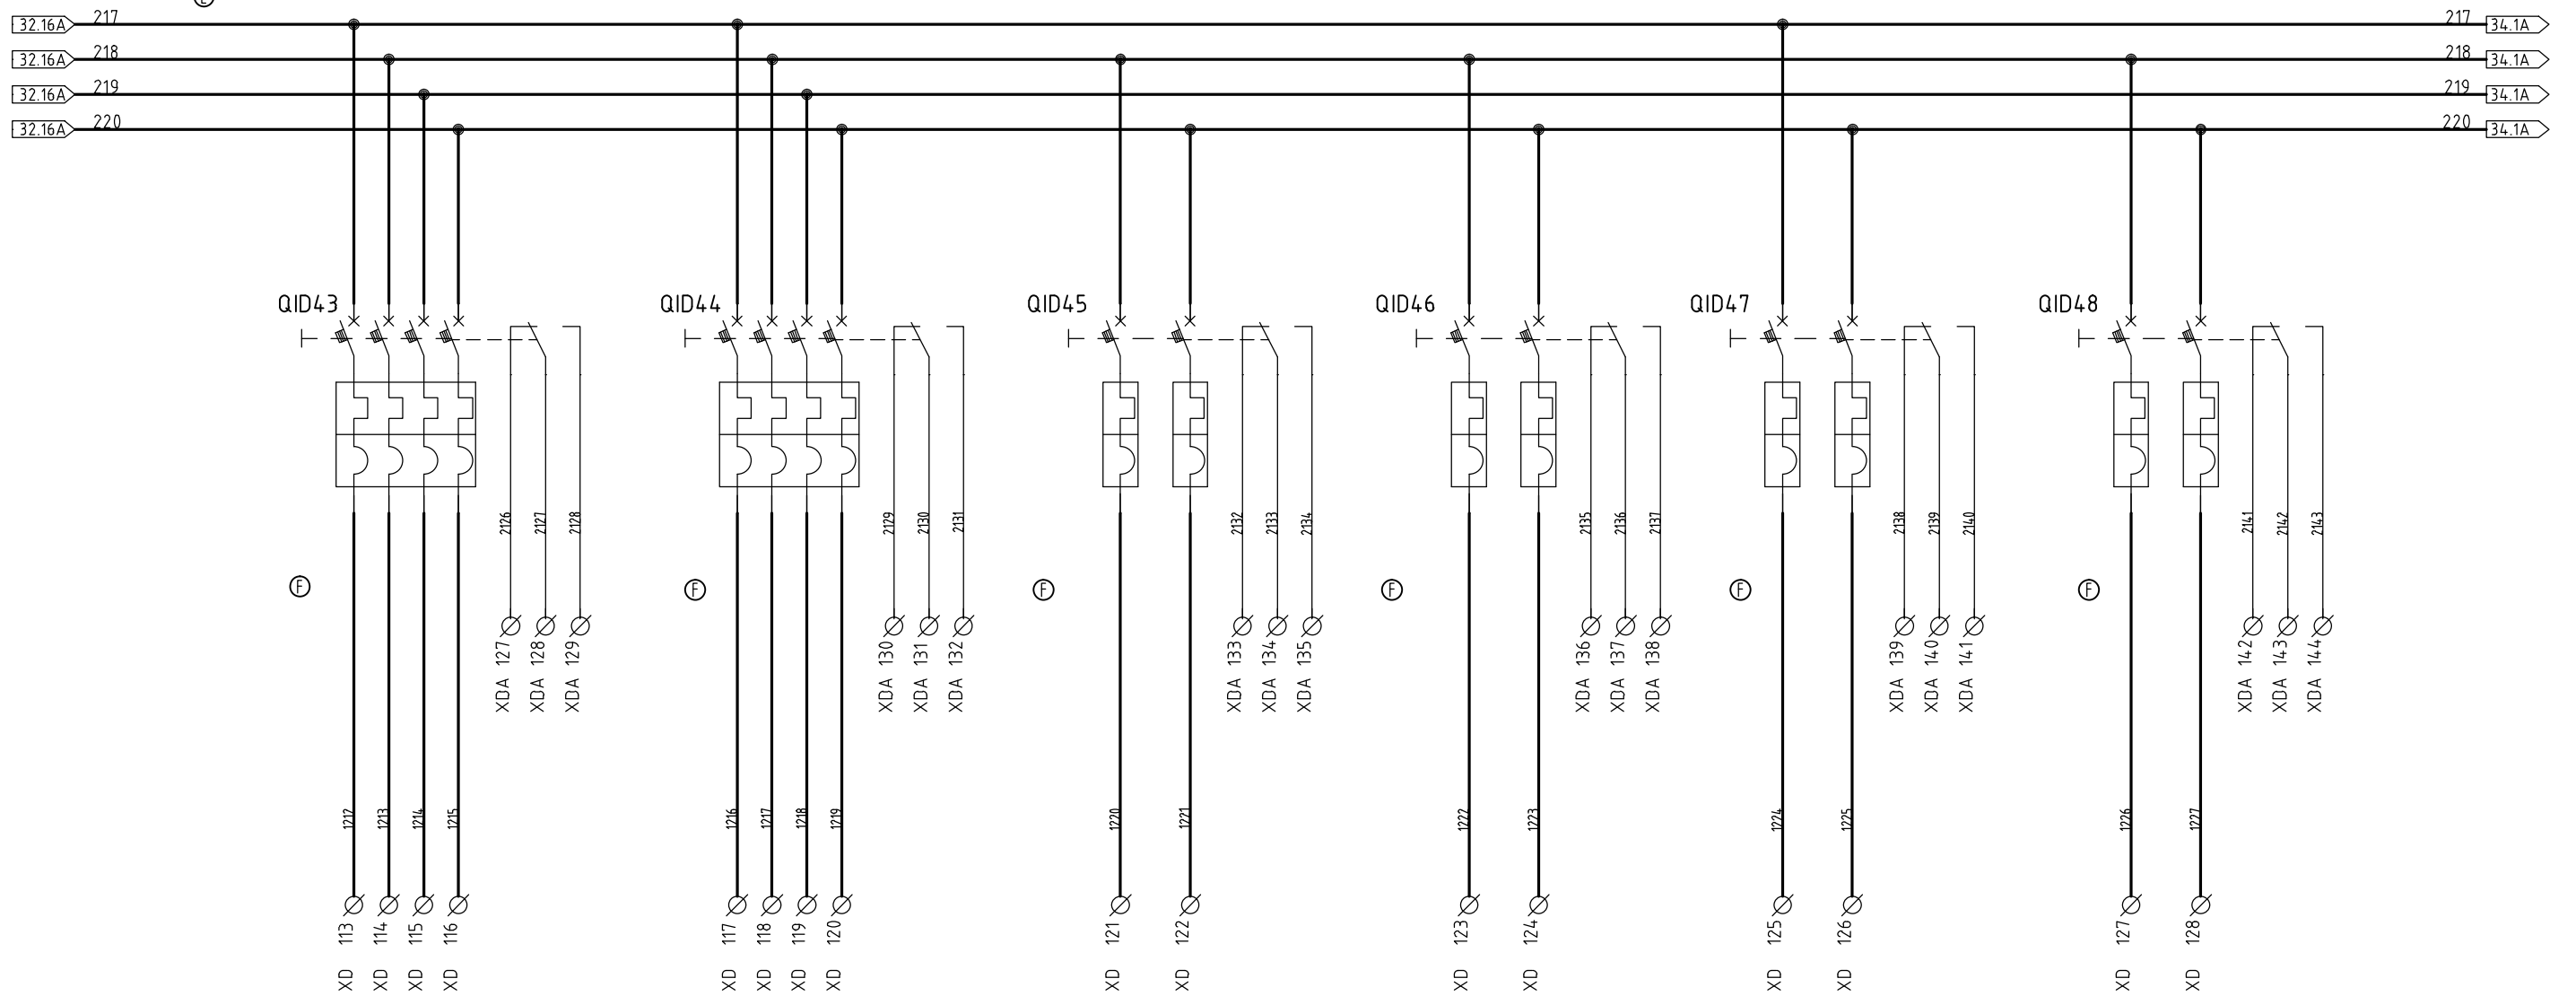 E
32.16A 217 217 34.1A
32.16A 218 218 34.1A
32.16A 219 219 34.1A
32.16A 220 220 34.1A
QID43 QID44 QID45 QID46 QID47 QID48
2126 2127 2128 2129 2130 2131 2132 2133 2134 2135 2136 2137 2138 2139 2140 2141 2142 2143
F F F F F F
XDA 127 XDA 128 XDA 129 XDA 130 XDA 131 XDA 132 XDA 133 XDA 134 XDA 135 XDA 136 XDA 137 XDA 138 XDA 139 XDA 140 XDA 141 XDA 142 XDA 143 XDA 144
1212 1213 1214 1215 1216 1217 1218 1219 1220 1221 1222 1223 1224 1225 1226 1227
XD 113 XD 114 XD 115 XD 116 XD 117 XD 118 XD 119 XD 120 XD 121 XD 122 XD 123 XD 124 XD 125 XD 126 XD 127 XD 128